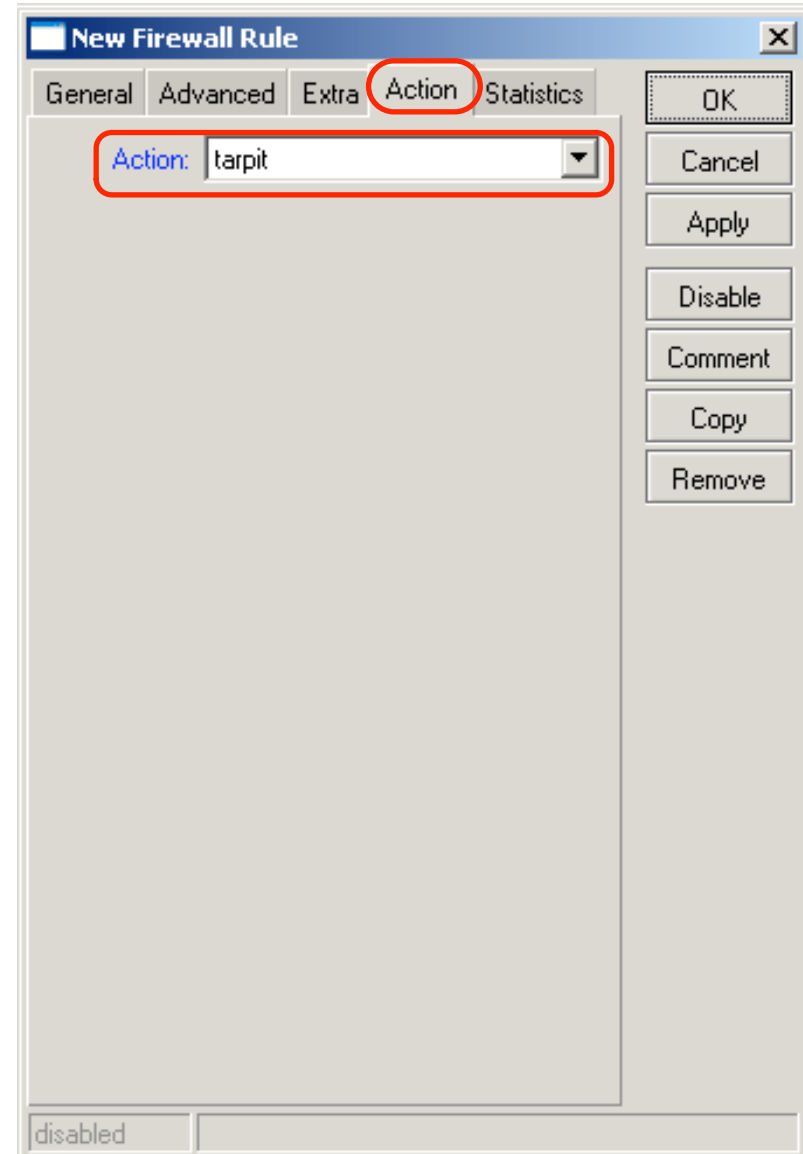 New Firewall Rule
General Advanced Extra Action Statistics
Action: tarpit
OK
Cancel
Apply
Disable
Comment
Copy
Remove
disabled